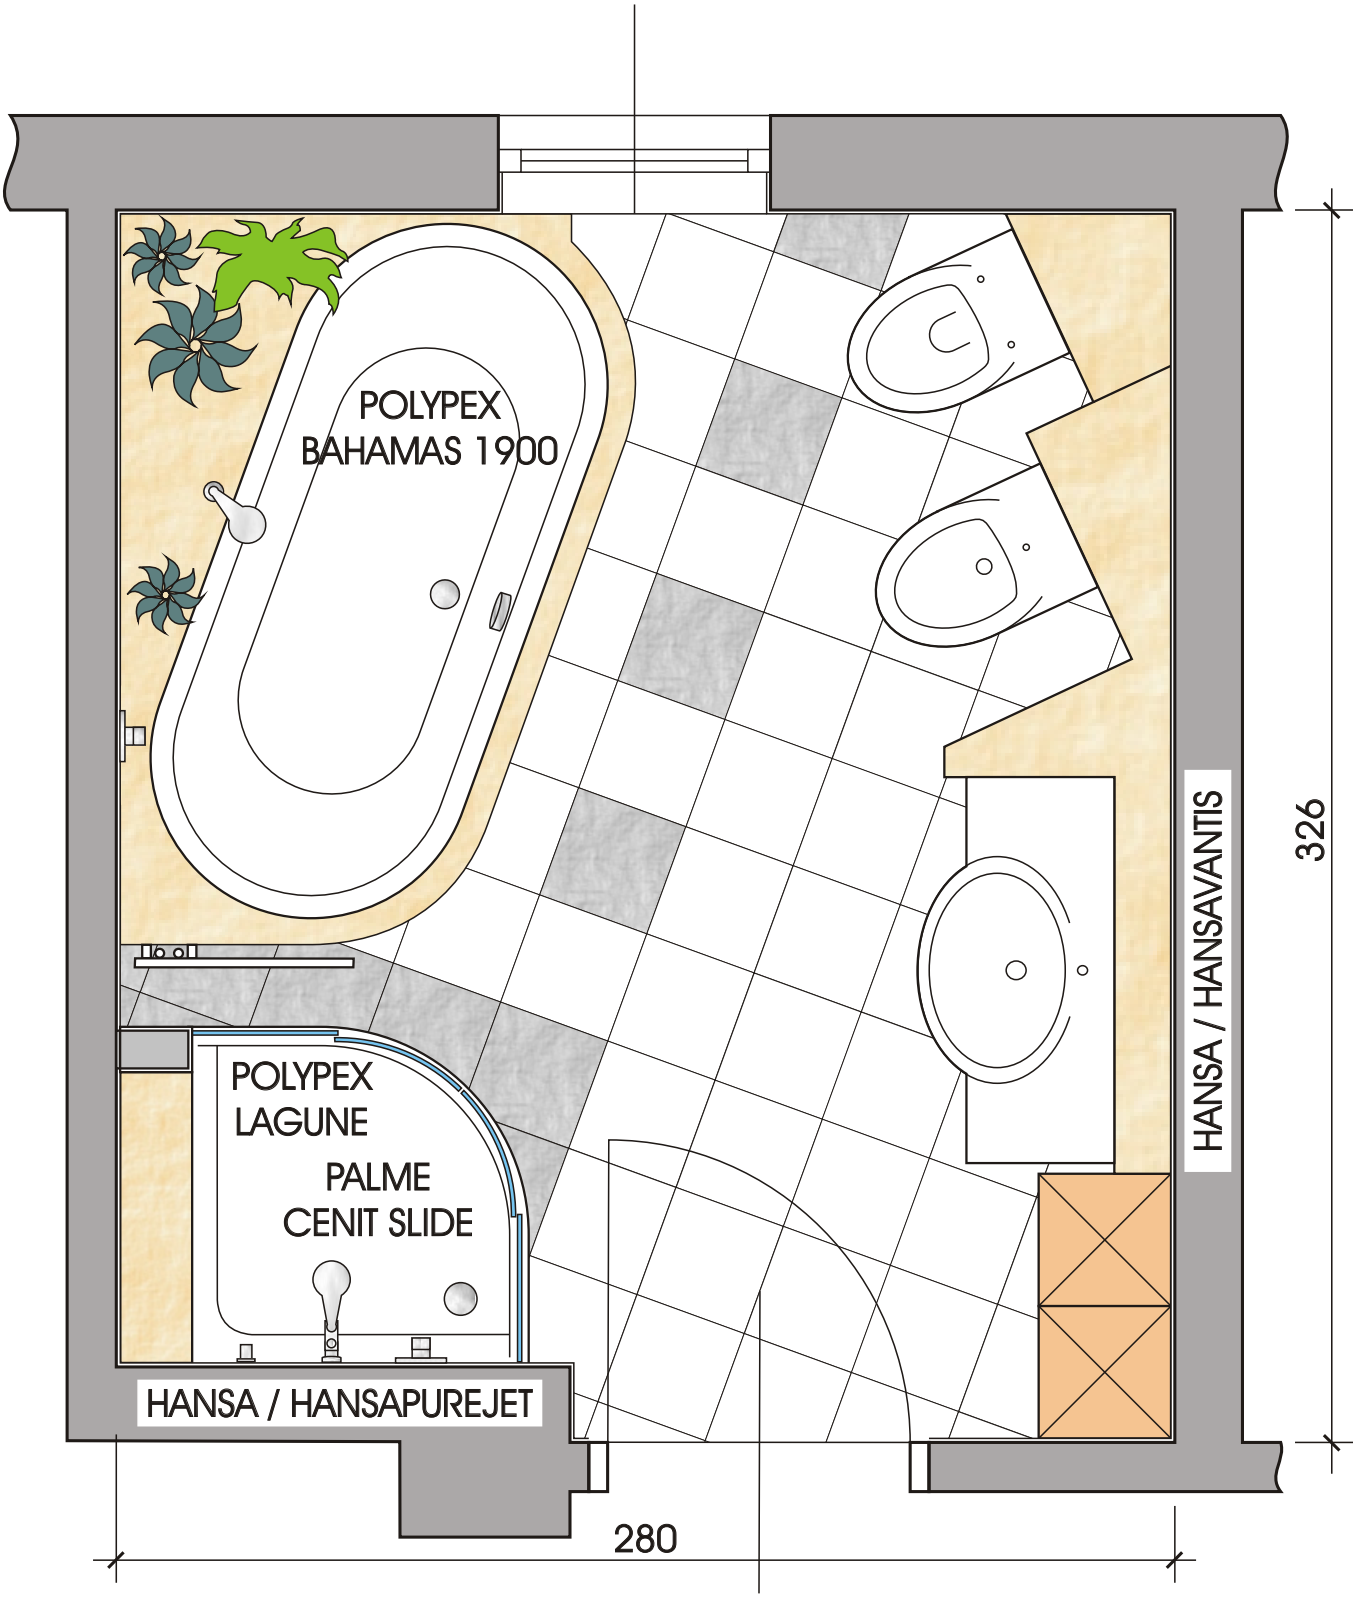 POLYPEX
BAHAMAS 1900
HANSA / HANSAVANTIS
326
POLYPEX
LAGUNE
PALME
CENIT SLIDE
HANSA / HANSAPUREJET
280